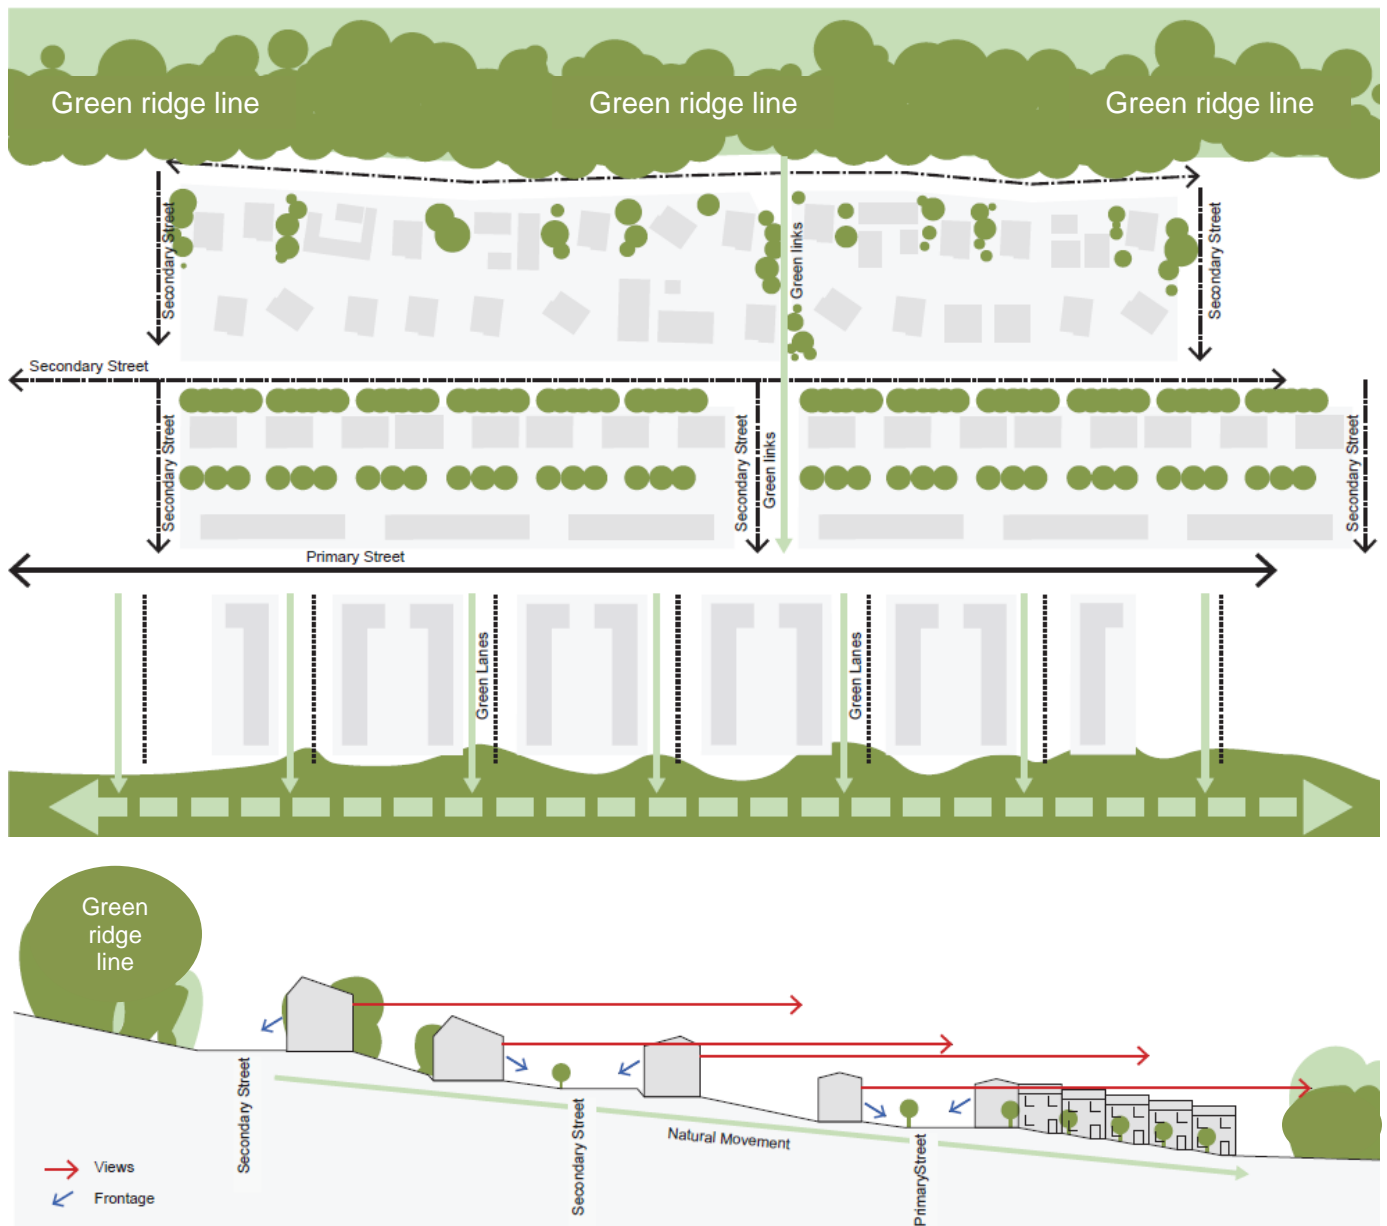 Green ridge line
Green ridge line
Green ridge line
Secondary Street
Green links
Secondary Street
Secondary Street
Secondary Street
Secondary Street
Green links
Secondary Street
Primary Street
Green Lanes
Green Lanes
Green
ridge
line
Secondary Street
Secondary Street
Natural Movement
PrimaryStreet
Views
Frontage